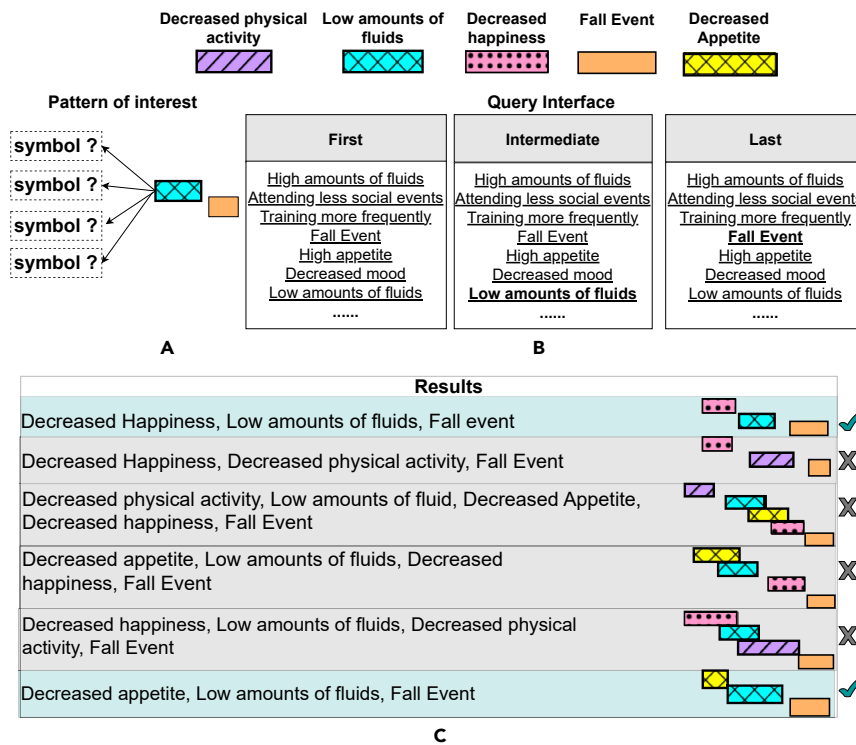 Decreased physical
activity
Low amounts of
fluids
Decreased
happiness
Fall Event
Decreased
Appetite
Pattern of interest
symbol ?
symbol ?
symbol ?
symbol ?
A
Query Interface
First
High amounts of fluids
Attending less social events
Training more frequently
Fall Event
High appetite
Decreased mood
Low amounts of fluids
......
Intermediate
High amounts of fluids
Attending less social events
Training more frequently
Fall Event
High appetite
Decreased mood
Low amounts of fluids
......
Last
High amounts of fluids
Attending less social events
Training more frequently
Fall Event
High appetite
Decreased mood
Low amounts of fluids
......
B
Results
Decreased Happiness, Low amounts of fluids, Fall event
Decreased Happiness, Decreased physical activity, Fall Event
X
Decreased physical activity, Low amounts of fluid, Decreased Appetite,
Decreased happiness, Fall Event
X
Decreased appetite, Low amounts of fluids, Decreased
happiness, Fall Event
X
Decreased happiness, Low amounts of fluids, Decreased physical
activity, Fall Event
X
Decreased appetite, Low amounts of fluids, Fall Event
C